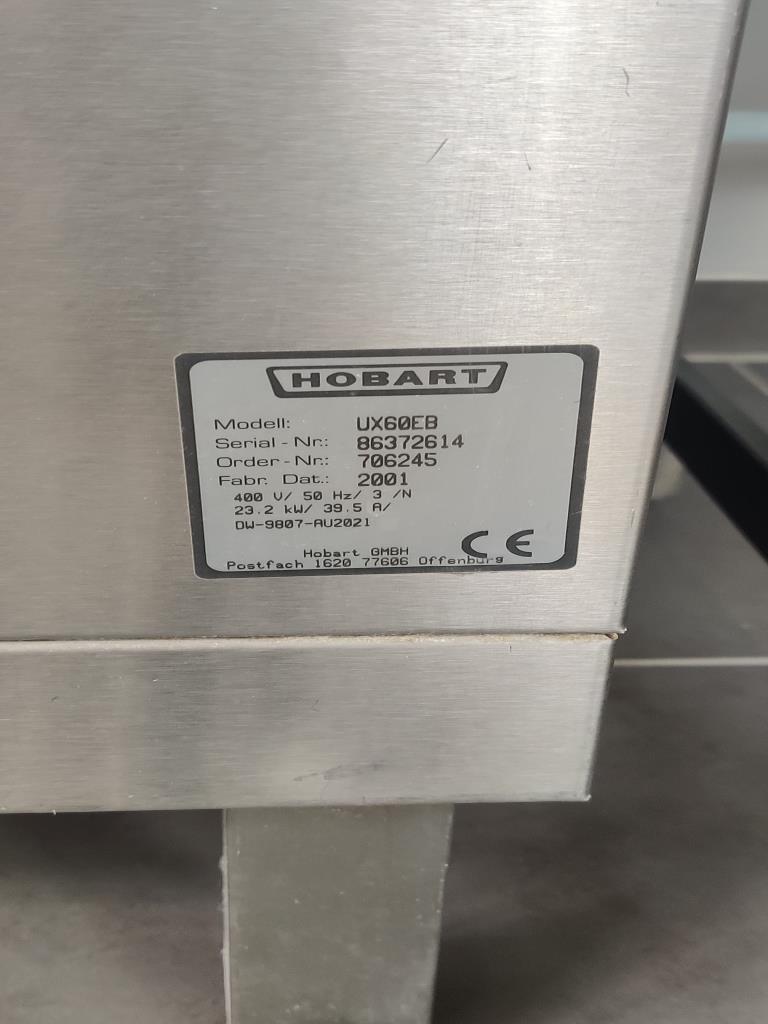 HOBART
Modell: UX60EB
Serial - Nr.: 86372614
Order - Nr.: 706245
Fabr. Dat.: 2001
400 V/ 50 Hz/ 3 /N
23.2 kW/ 39.5 A/
DW-9807-AU2021
CE
Hobart GMBH
Postfach 1620 77606 Offenburg